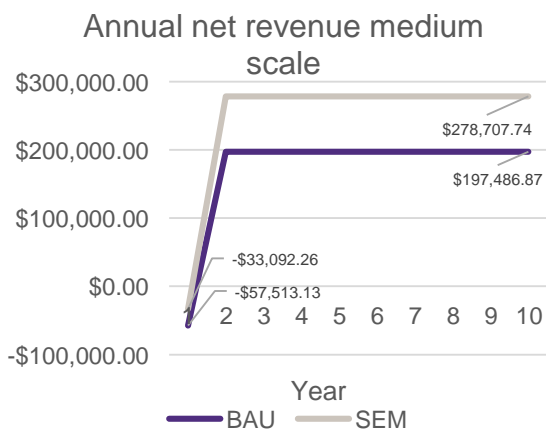 Annual net revenue medium
scale
$300,000.00
$278,707.74
$200,000.00
$197,486.87
$100,000.00
-$33,092.26
$0.00
-$57,513.13
1 2 3 4 5 6 7 8 9 10
-$100,000.00
Year
BAU SEM